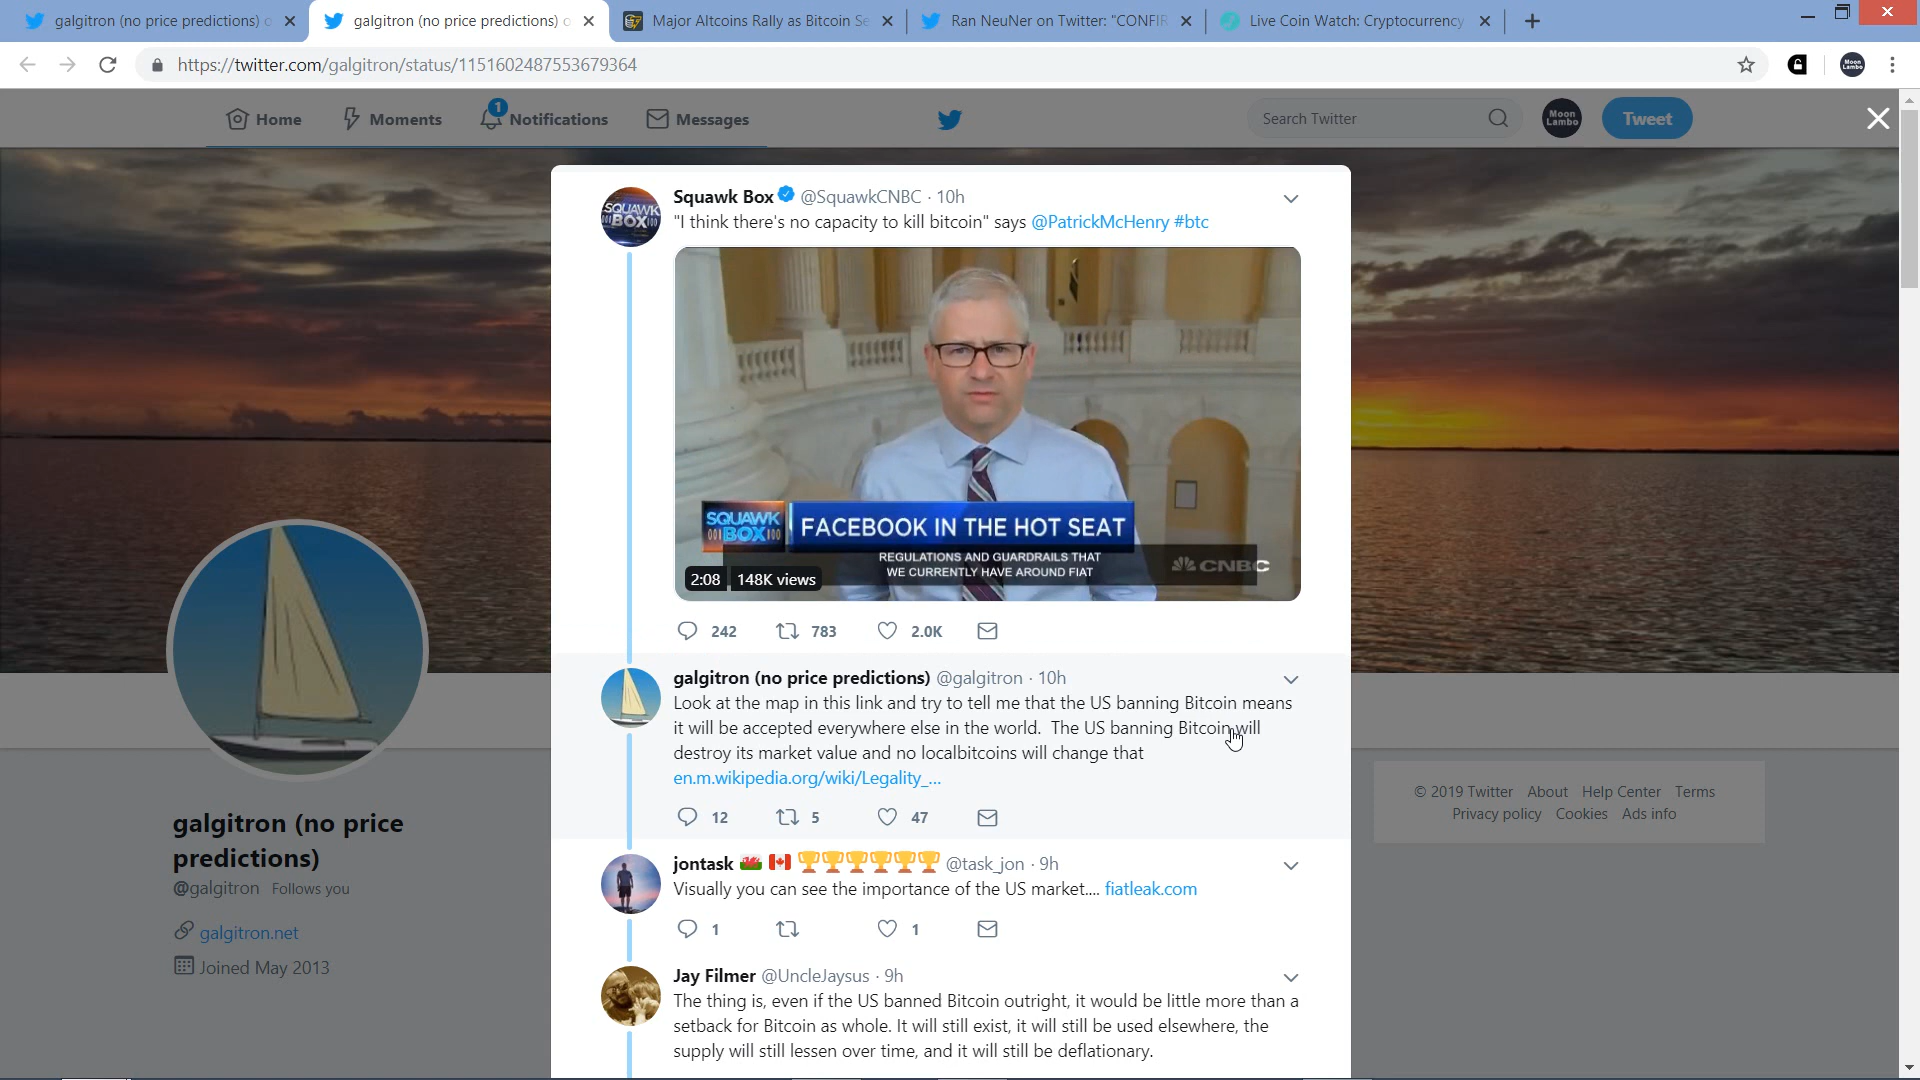 galgitron (no price predictions) o
galgitron (no price predictions) o
Major Altcoins Rally as Bitcoin Se
Ran NeuNer on Twitter: "CONFIR
Live Coin Watch: Cryptocurrency
https://twitter.com/galgitron/status/1151602487553679364
Moon Lambo
Home
Moments
1
Notifications
Messages
Search Twitter
Moon
Lambo
Tweet
Squawk Box @SquawkCNBC · 10h
"I think there's no capacity to kill bitcoin" says @PatrickMcHenry #btc
SQUAWK
BOX
SQUAWK
BOX
FACEBOOK IN THE HOT SEAT
REGULATIONS AND GUARDRAILS THAT
WE CURRENTLY HAVE AROUND FIAT
CNBC
2:08 148K views
242 783 2.0K
galgitron (no price predictions) @galgitron · 10h
Look at the map in this link and try to tell me that the US banning Bitcoin means
it will be accepted everywhere else in the world. The US banning Bitcoin will
destroy its market value and no localbitcoins will change that
en.m.wikipedia.org/wiki/Legality_...
12 5 47
jontask @task_jon · 9h
Visually you can see the importance of the US market.... fiatleak.com
1 1
Jay Filmer @UncleJaysus · 9h
The thing is, even if the US banned Bitcoin outright, it would be little more than a
setback for Bitcoin as whole. It will still exist, it will still be used elsewhere, the
supply will still lessen over time, and it will still be deflationary.
galgitron (no price
predictions)
@galgitron Follows you
galgitron.net
Joined May 2013
© 2019 Twitter About Help Center Terms
Privacy policy Cookies Ads info